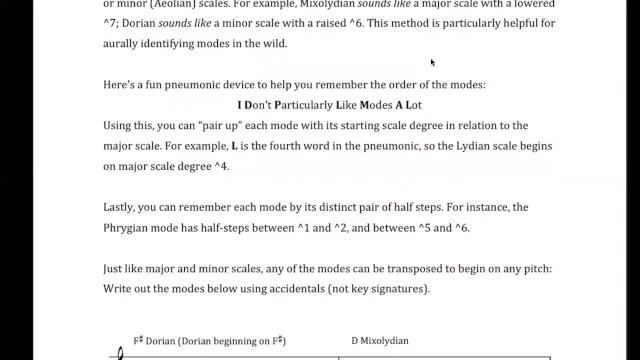 or minor (Aeolian) scales. For example, Mixolydian sounds like a major scale with a lowered
^7; Dorian sounds like a minor scale with a raised ^6. This method is particularly helpful for
aurally identifying modes in the wild.
Here's a fun pneumonic device to help you remember the order of the modes:
I Don't Particularly Like Modes A Lot
Using this, you can “pair up” each mode with its starting scale degree in relation to the
major scale. For example, L is the fourth word in the pneumonic, so the Lydian scale begins
on major scale degree ^4.
Lastly, you can remember each mode by its distinct pair of half steps. For instance, the
Phrygian mode has half-steps between ^1 and ^2, and between ^5 and ^6.
Just like major and minor scales, any of the modes can be transposed to begin on any pitch:
Write out the modes below using accidentals (not key signatures).
F♯ Dorian (Dorian beginning on F♯) D Mixolydian